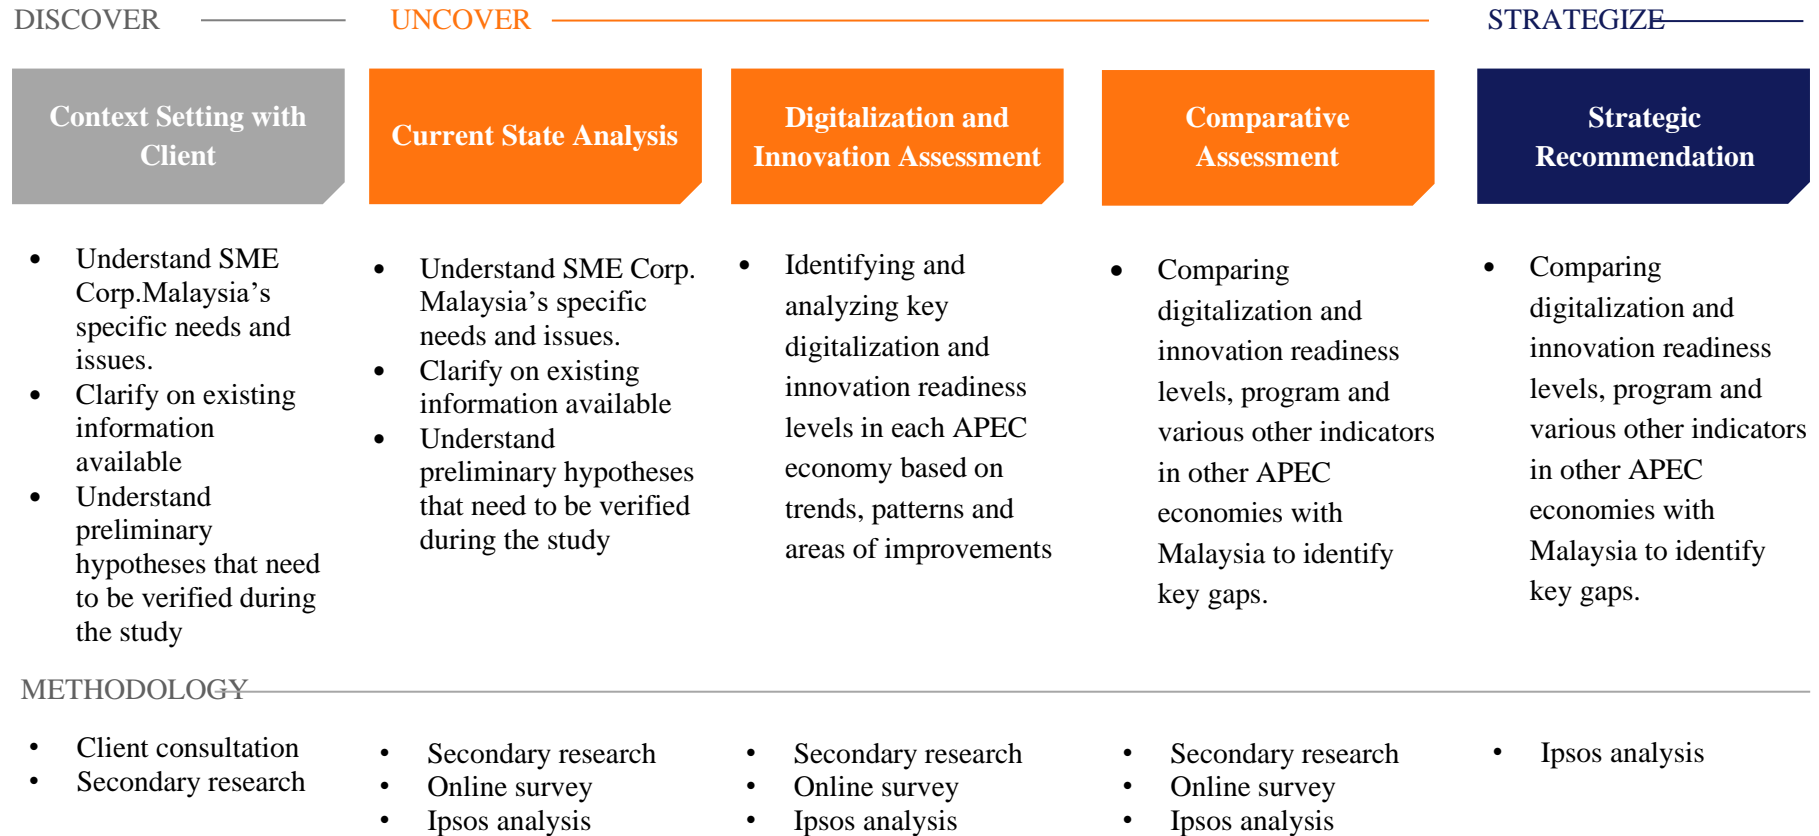 DISCOVER
UNCOVER
STRATEGIZE
Context Setting with
Client
Current State Analysis
Digitalization and
Innovation Assessment
Comparative
Assessment
Strategic
Recommendation
• Understand SME
Corp.Malaysia’s
specific needs and
issues.
• Clarify on existing
information
available
• Understand
preliminary
hypotheses that need
to be verified during
the study
• Understand SME Corp.
Malaysia’s specific
needs and issues.
• Clarify on existing
information available
• Understand
preliminary hypotheses
that need to be verified
during the study
• Identifying and
analyzing key
digitalization and
innovation readiness
levels in each APEC
economy based on
trends, patterns and
areas of improvements
• Comparing
digitalization and
innovation readiness
levels, program and
various other indicators
in other APEC
economies with
Malaysia to identify
key gaps.
• Comparing
digitalization and
innovation readiness
levels, program and
various other indicators
in other APEC
economies with
Malaysia to identify
key gaps.
METHODOLOGY
• Client consultation
• Secondary research
• Secondary research
• Online survey
• Ipsos analysis
• Secondary research
• Online survey
• Ipsos analysis
• Secondary research
• Online survey
• Ipsos analysis
• Ipsos analysis